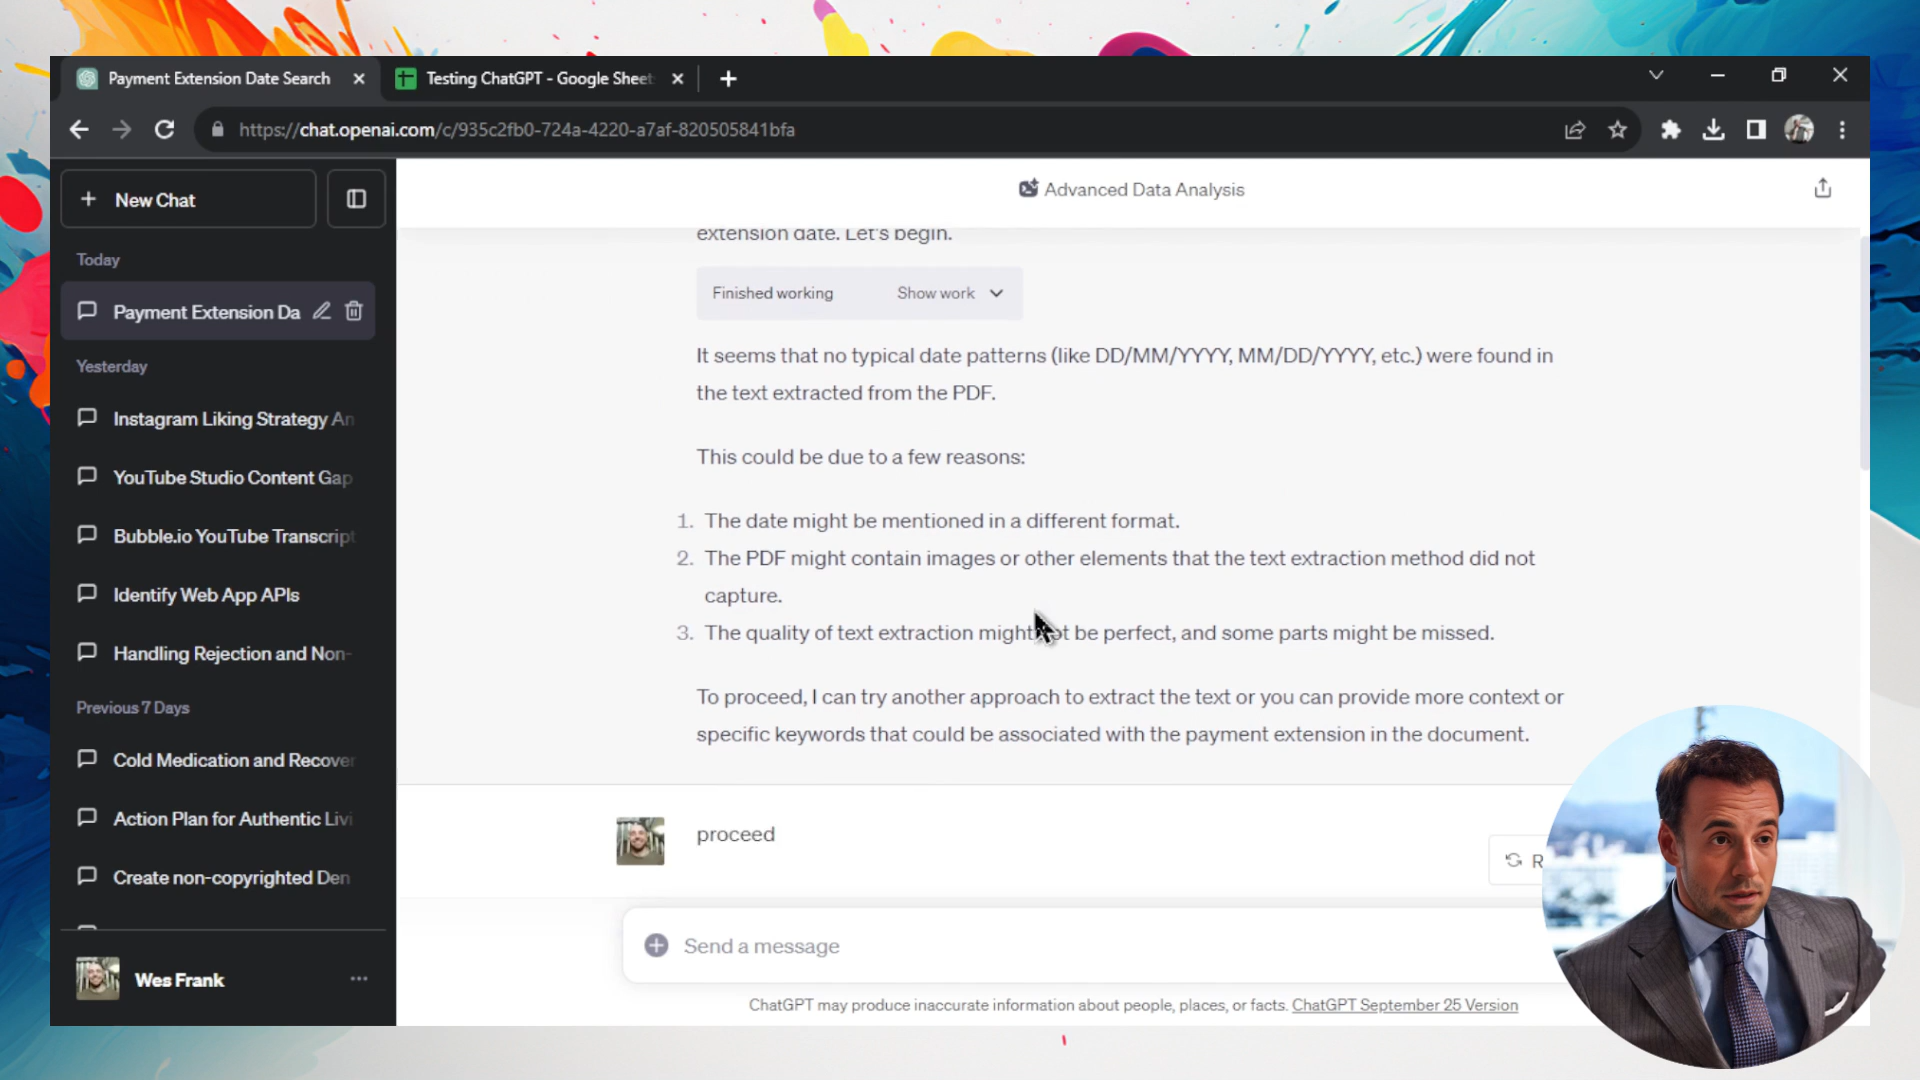 Payment Extension Date Search
Testing ChatGPT - Google Sheet
https://chat.openai.com/c/935c2fb0-724a-4220-a7af-820505841bfa
New Chat
Today
Payment Extension Da
Yesterday
Instagram Liking Strategy An
YouTube Studio Content Gap
Bubble.io YouTube Transcript
Identify Web App APIs
Handling Rejection and Non-
Previous 7 Days
Cold Medication and Recover
Action Plan for Authentic Livi
Create non-copyrighted Den
Wes Frank
Advanced Data Analysis
extension date. Let's begin.
Finished working Show work
It seems that no typical date patterns (like DD/MM/YYYY, MM/DD/YYYY, etc.) were found in
the text extracted from the PDF.
This could be due to a few reasons:
1. The date might be mentioned in a different format.
2. The PDF might contain images or other elements that the text extraction method did not
capture.
3. The quality of text extraction might not be perfect, and some parts might be missed.
To proceed, I can try another approach to extract the text or you can provide more context or
specific keywords that could be associated with the payment extension in the document.
proceed
R
Send a message
ChatGPT may produce inaccurate information about people, places, or facts. ChatGPT September 25 Version